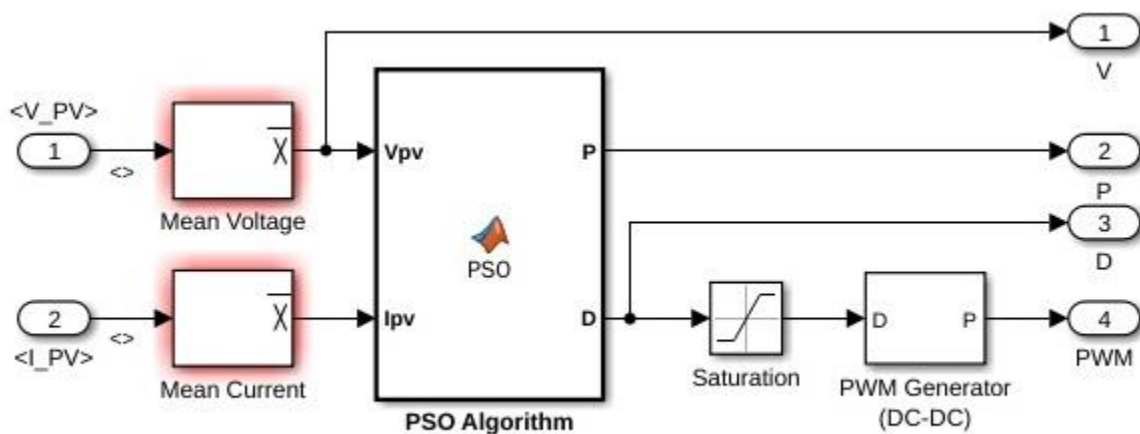 1
V
<V_PV>
1
<>
X
Mean Voltage
Vpv
P
2
P
3
D
PSO
2
<>
<I_PV>
X
Mean Current
Ipv
D
Saturation
D
P
PWM Generator
(DC-DC)
4
PWM
PSO Algorithm